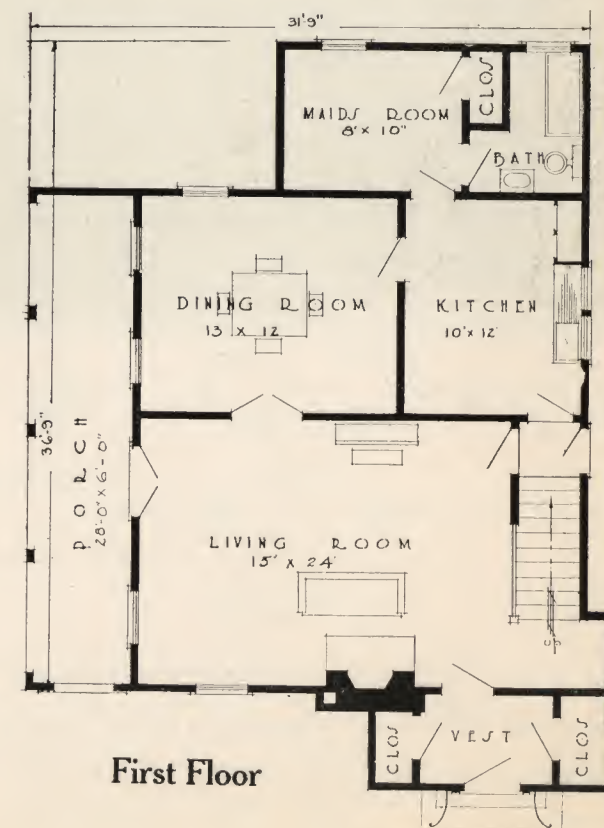 31'9"
MAIDS ROOM
8' X 10"
CLOS
BATH
DINING ROOM
13 X 12
KITCHEN
10' X 12'
36'-9"
PORCH
28'-0" X 6'-0"
LIVING ROOM
15' X 24'
UP
CLOS
VEST
CLOS
First Floor